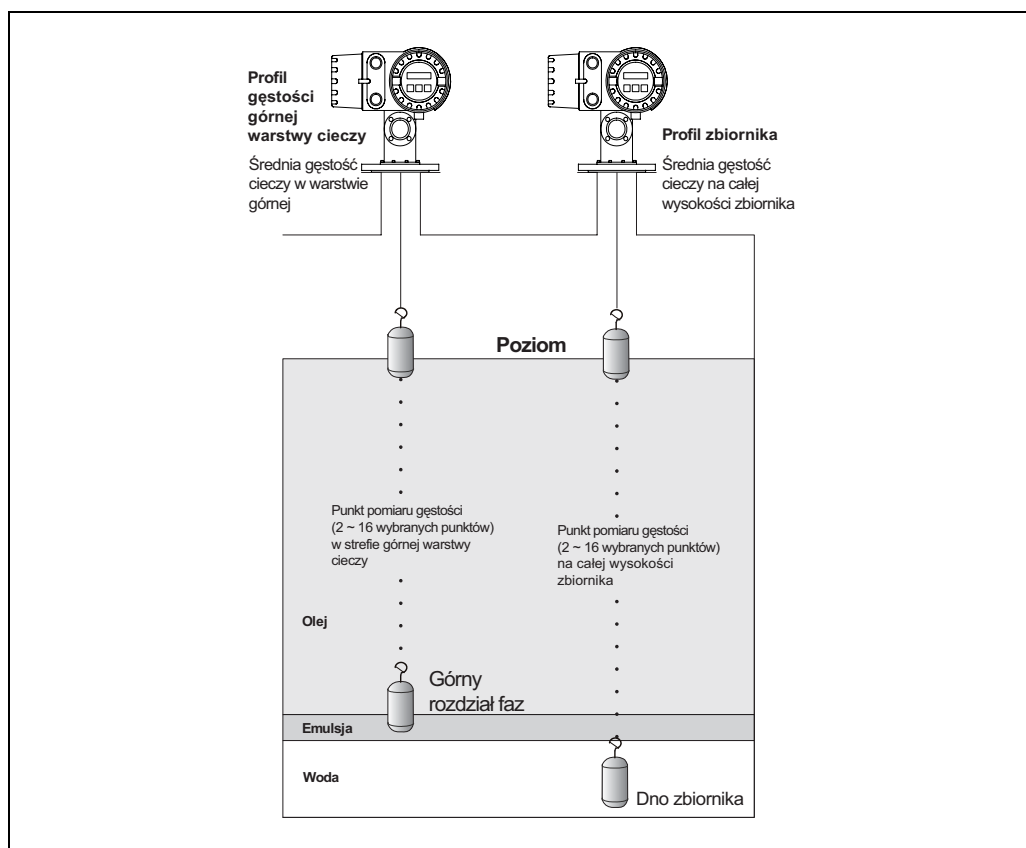 Profil
gęstości
górnej
warstwy cieczy
Średnia gęstość
cieczy w warstwie
górnej
Profil zbiornika
Średnia gęstość
cieczy na całej
wysokości zbiornika
Poziom
Punkt pomiaru gęstości
(2 ~ 16 wybranych punktów)
w strefie górnej warstwy
cieczy
Punkt pomiaru gęstości
(2 ~ 16 wybranych punktów)
na całej wysokości
zbiornika
Olej
Górny
rozdział faz
Emulsja
Woda
Dno zbiornika